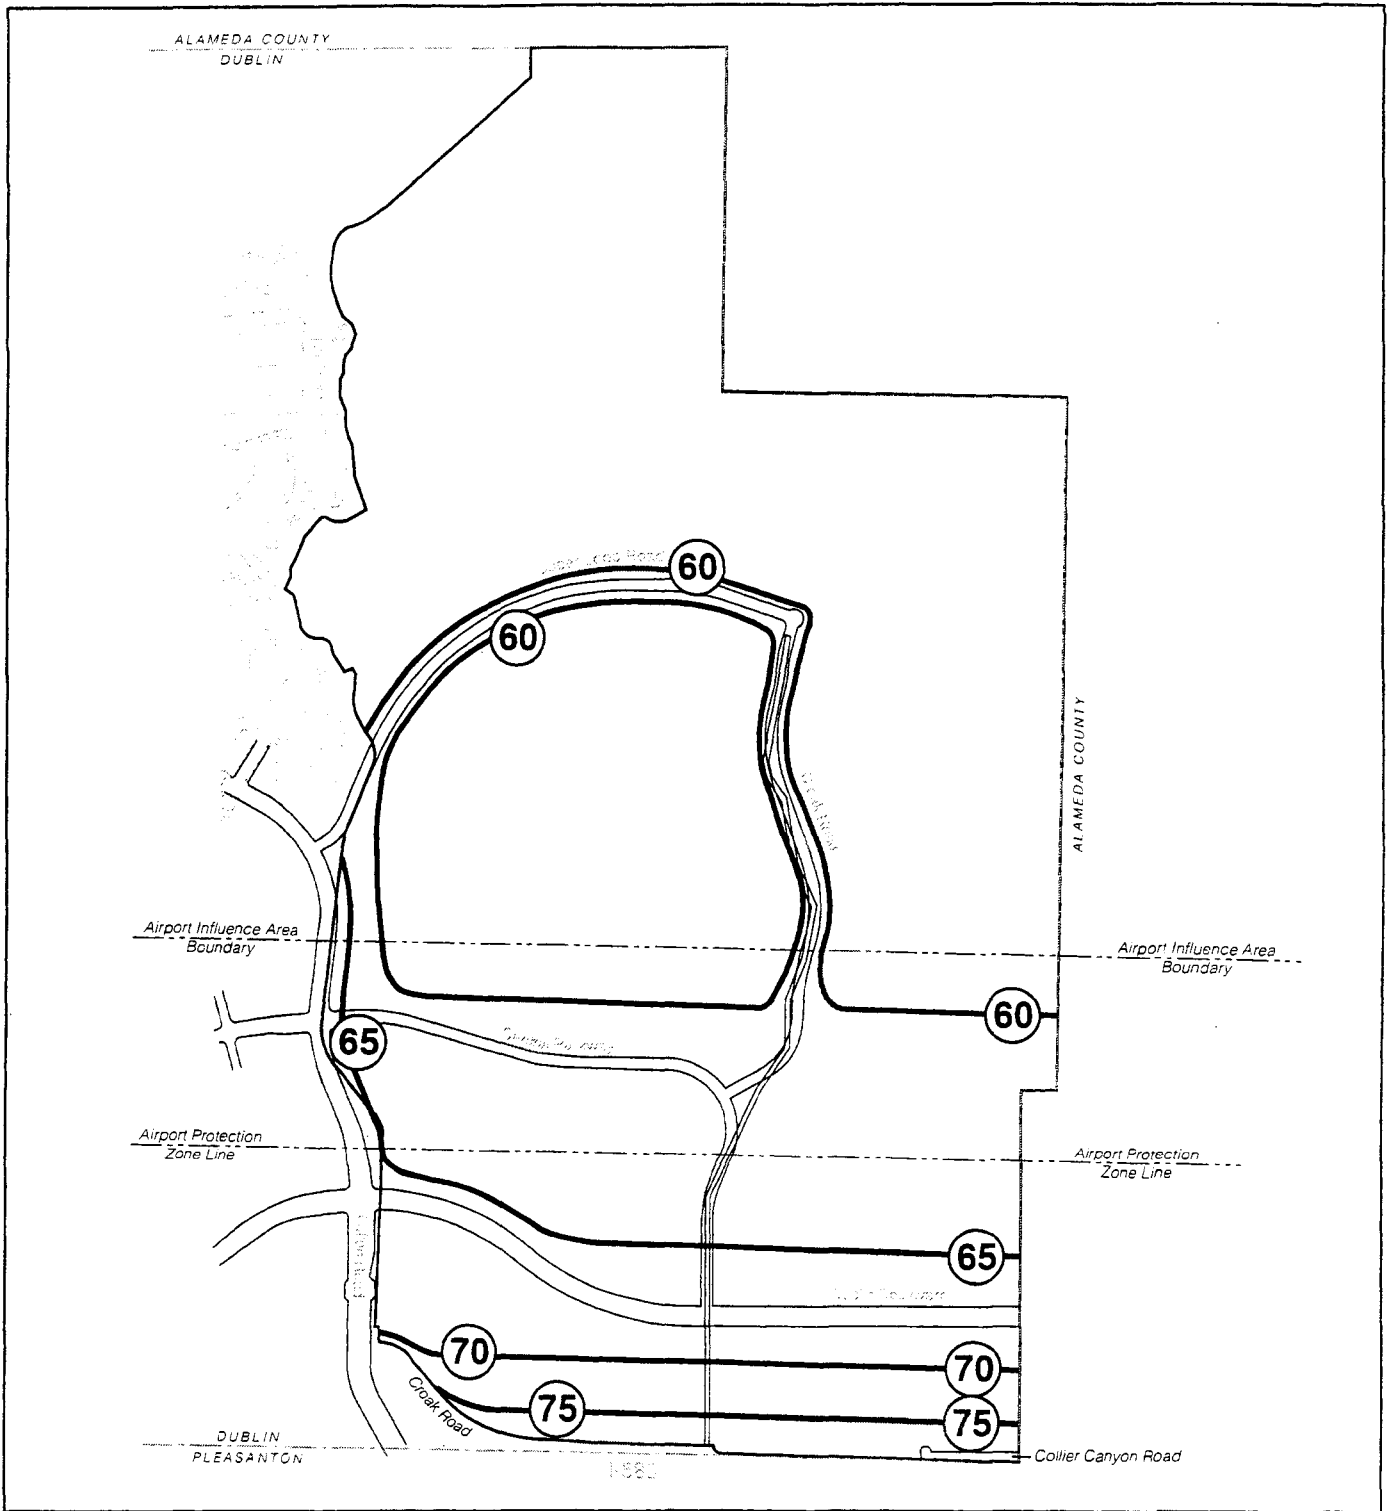 ALAMEDA COUNTY
DUBLIN
60
60
ALAMEDA COUNTY
Airport Influence Area
Boundary
Airport Influence Area
Boundary
60
65
Airport Protection
Zone Line
Airport Protection
Zone Line
65
70
70
Croak Road
75
75
DUBLIN
PLEASANTON
I-580
Collier Canyon Road